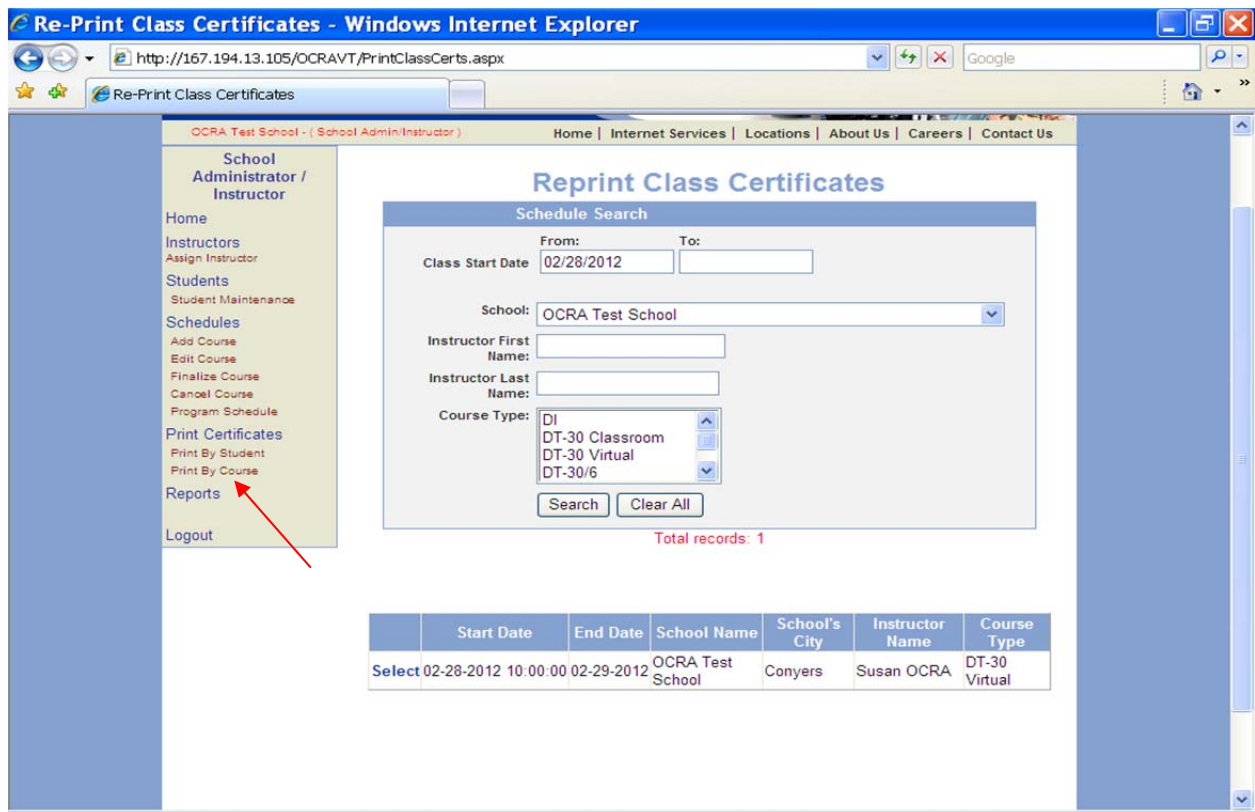 Re-Print Class Certificates - Windows Internet Explorer
http://167.194.13.105/OCRAVT/PrintClassCerts.aspx
Google
Re-Print Class Certificates
OCRA Test School - ( School Admin/Instructor )
Home | Internet Services | Locations | About Us | Careers | Contact Us
School
Administrator /
Instructor
Home
Instructors
Assign Instructor
Students
Student Maintenance
Schedules
Add Course
Edit Course
Finalize Course
Cancel Course
Program Schedule
Print Certificates
Print By Student
Print By Course
Reports
Logout
Reprint Class Certificates
Schedule Search
From: To:
Class Start Date 02/28/2012
School: OCRA Test School
Instructor First
Name:
Instructor Last
Name:
Course Type: DI
DT-30 Classroom
DT-30 Virtual
DT-30/6
Search Clear All
Total records: 1
Start Date End Date School Name School's City Instructor Name Course Type
Select 02-28-2012 10:00:00 02-29-2012 OCRA Test School Conyers Susan OCRA DT-30 Virtual